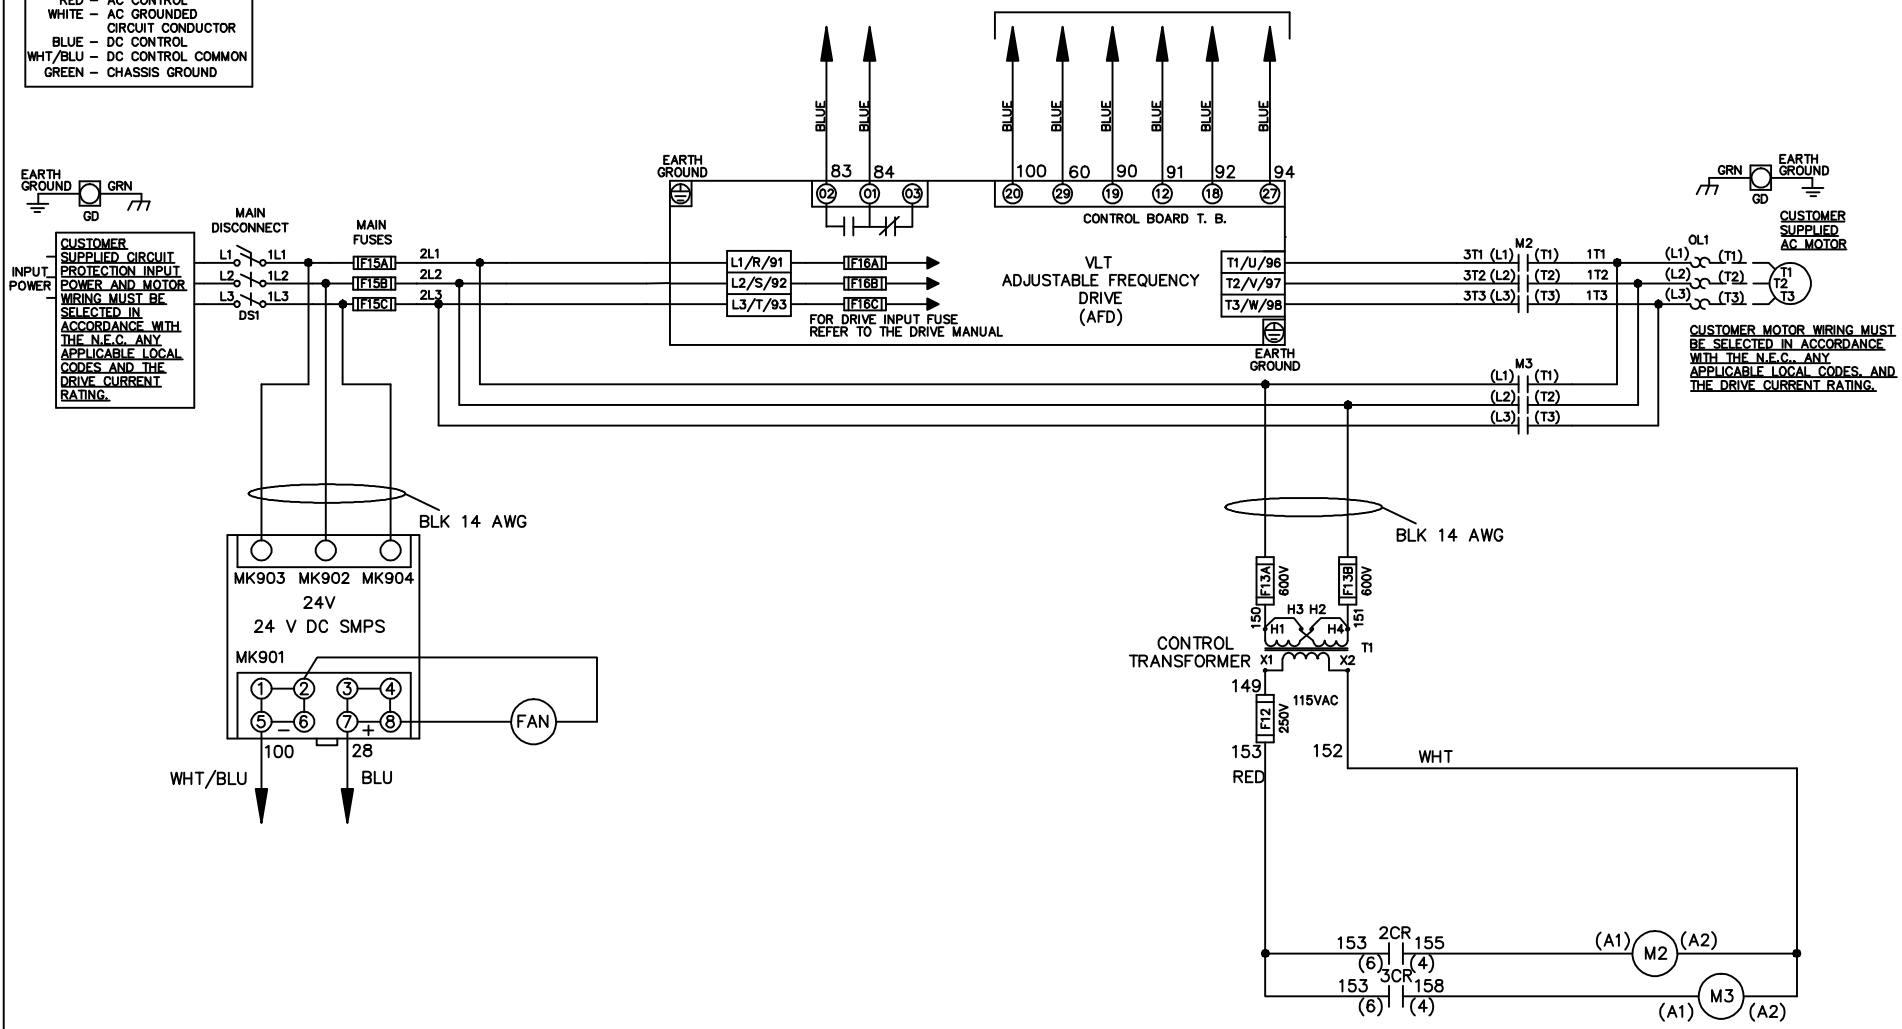 RED – AC CONTROL
WHITE – AC GROUNDED
CIRCUIT CONDUCTOR
BLUE – DC CONTROL
WHT/BLU – DC CONTROL COMMON
GREEN – CHASSIS GROUND
BLUE
BLUE
BLUE
BLUE
BLUE
BLUE
BLUE
BLUE
EARTH
GROUND
GRN
GD
EARTH
GROUND
83
84
100
60
90
91
92
94
02
01
03
20
29
19
12
18
27
CONTROL BOARD T. B.
GRN
EARTH
GROUND
GD
CUSTOMER
SUPPLIED
AC MOTOR
MAIN
DISCONNECT
MAIN
FUSES
INPUT
POWER
CUSTOMER
SUPPLIED CIRCUIT
PROTECTION INPUT
POWER AND MOTOR
WIRING MUST BE
SELECTED IN
ACCORDANCE WITH
THE N.E.C. ANY
APPLICABLE LOCAL
CODES AND THE
DRIVE CURRENT
RATING.
L1 1L1 F15A 2L1
L2 1L2 F15B 2L2
L3 1L3 F15C 2L3
DS1
L1/R/91 F16A
L2/S/92 F16B
L3/T/93 F16C
FOR DRIVE INPUT FUSE
REFER TO THE DRIVE MANUAL
VLT
ADJUSTABLE FREQUENCY
DRIVE
(AFD)
T1/U/96
T2/V/97
T3/W/98
EARTH
GROUND
M2
3T1 (L1) (T1) 1T1
3T2 (L2) (T2) 1T2
3T3 (L3) (T3) 1T3
OL1
(L1) (T1)
(L2) (T2)
(L3) (T3)
T1
T2
T3
CUSTOMER MOTOR WIRING MUST
BE SELECTED IN ACCORDANCE
WITH THE N.E.C., ANY
APPLICABLE LOCAL CODES, AND
THE DRIVE CURRENT RATING.
M3
(L1) (T1)
(L2) (T2)
(L3) (T3)
BLK 14 AWG
BLK 14 AWG
MK903 MK902 MK904
24V
24 V DC SMPS
MK901
1 2 3 4
5 6 7 8
– +
FAN
100
28
WHT/BLU
BLU
F13A
600V
F13B
600V
150
151
H3 H2
H1
H4
T1
CONTROL
TRANSFORMER
X1
X2
149
115VAC
F12
250V
153
RED
152
WHT
2CR
153 155
(6) (4)
(A1) M2 (A2)
3CR
153 158
(6) (4)
(A1) M3 (A2)